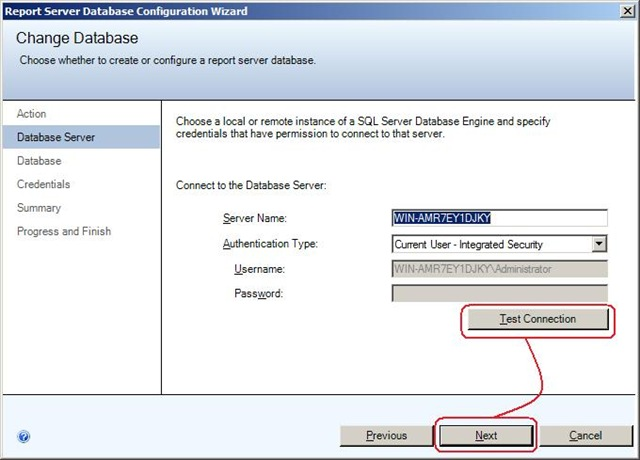 Report Server Database Configuration Wizard
Change Database
Choose whether to create or configure a report server database.
Action
Database Server
Database
Credentials
Summary
Progress and Finish
Choose a local or remote instance of a SQL Server Database Engine and specify
credentials that have permission to connect to that server.
Connect to the Database Server:
Server Name: WIN-AMR7EY1DJKY
Authentication Type: Current User - Integrated Security
Username: WIN-AMR7EY1DJKY\Administrator
Password:
Test Connection
Previous Next Cancel